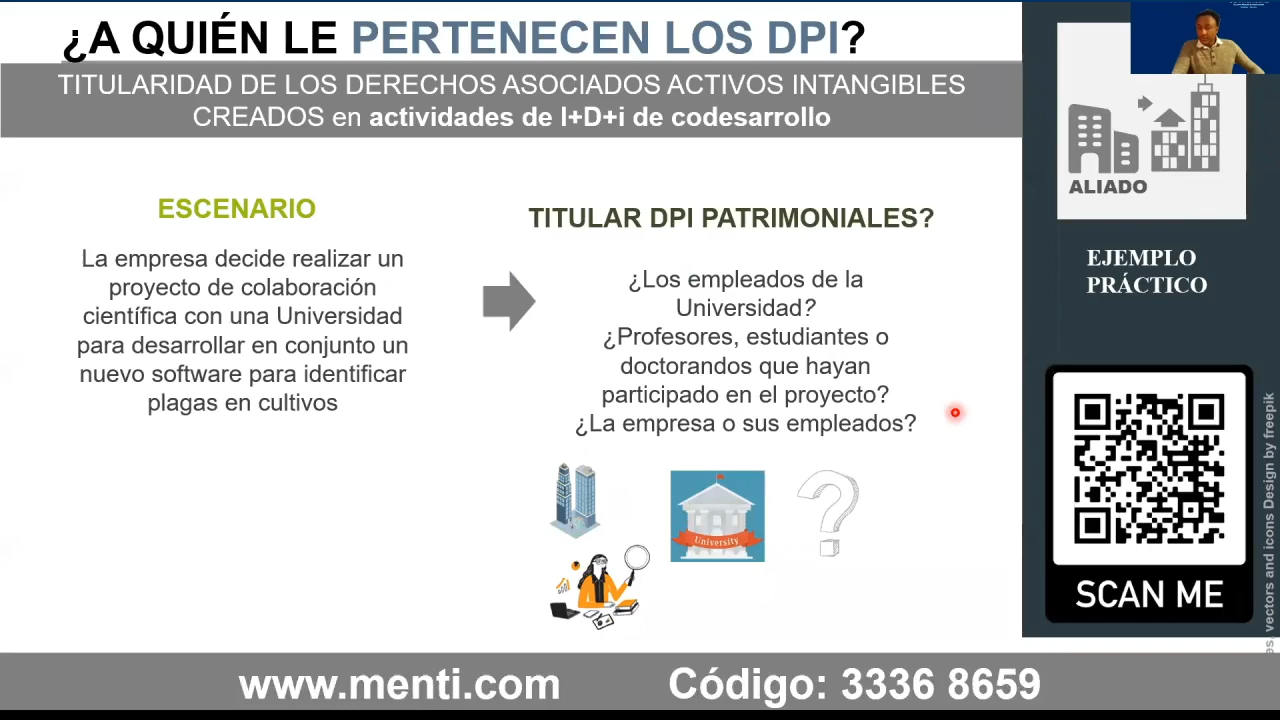 ¿A QUIÉN LE PERTENECEN LOS DPI?
TITULARIDAD DE LOS DERECHOS ASOCIADOS ACTIVOS INTANGIBLES
CREADOS en actividades de I+D+i de codesarrollo
ESCENARIO
La empresa decide realizar un
proyecto de colaboración
científica con una Universidad
para desarrollar en conjunto un
nuevo software para identificar
plagas en cultivos
TITULAR DPI PATRIMONIALES?
¿Los empleados de la
Universidad?
¿Profesores, estudiantes o
doctorandos que hayan
participado en el proyecto?
¿La empresa o sus empleados?
University
ALIADO
EJEMPLO
PRÁCTICO
SCAN ME
vectors and icons Design by freepik
www.menti.com
Código: 3336 8659